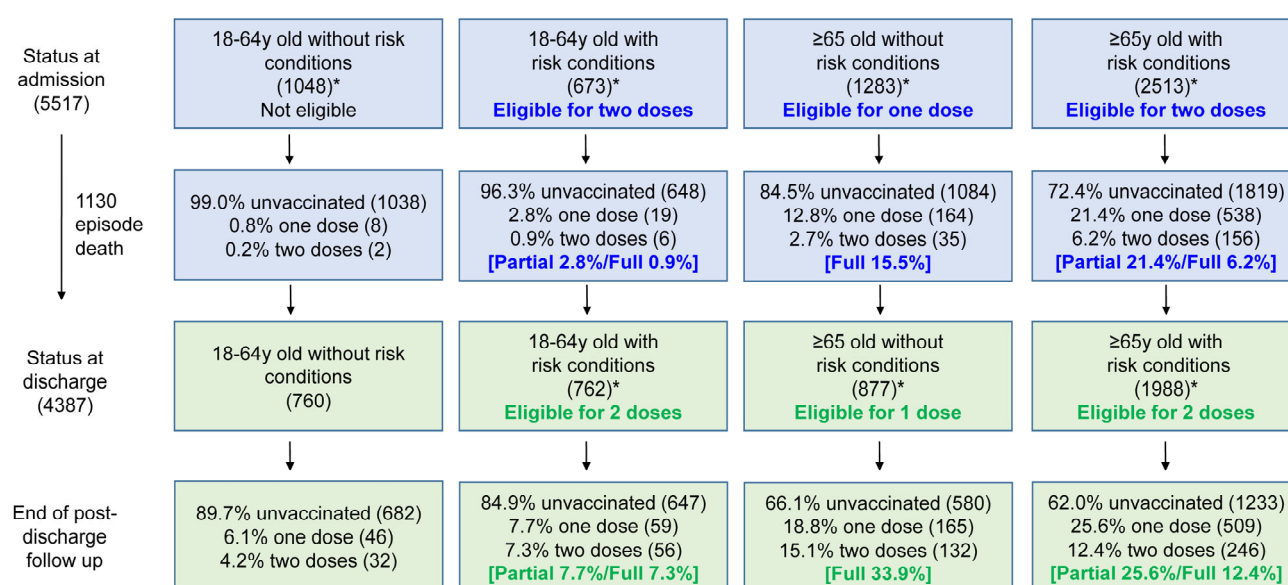 Status at
admission
(5517)
18-64y old without risk
conditions
(1048)*
Not eligible
18-64y old with
risk conditions
(673)*
Eligible for two doses
≥65 old without
risk conditions
(1283)*
Eligible for one dose
≥65y old with
risk conditions
(2513)*
Eligible for two doses
1130
episode
death
99.0% unvaccinated (1038)
0.8% one dose (8)
0.2% two doses (2)
96.3% unvaccinated (648)
2.8% one dose (19)
0.9% two doses (6)
[Partial 2.8%/Full 0.9%]
84.5% unvaccinated (1084)
12.8% one dose (164)
2.7% two doses (35)
[Full 15.5%]
72.4% unvaccinated (1819)
21.4% one dose (538)
6.2% two doses (156)
[Partial 21.4%/Full 6.2%]
Status at
discharge
(4387)
18-64y old without risk
conditions
(760)
18-64y old with
risk conditions
(762)*
Eligible for 2 doses
≥65 old without
risk conditions
(877)*
Eligible for 1 dose
≥65y old with
risk conditions
(1988)*
Eligible for 2 doses
End of post-
discharge
follow up
89.7% unvaccinated (682)
6.1% one dose (46)
4.2% two doses (32)
84.9% unvaccinated (647)
7.7% one dose (59)
7.3% two doses (56)
[Partial 7.7%/Full 7.3%]
66.1% unvaccinated (580)
18.8% one dose (165)
15.1% two doses (132)
[Full 33.9%]
62.0% unvaccinated (1233)
25.6% one dose (509)
12.4% two doses (246)
[Partial 25.6%/Full 12.4%]